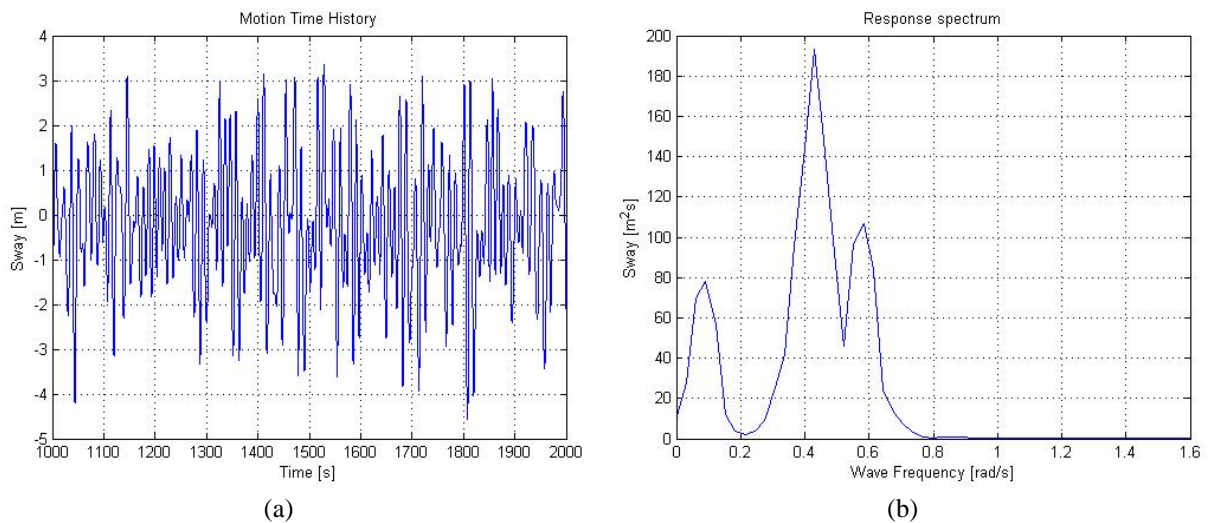 Motion Time History
4
3
2
1
0
-1
-2
-3
-4
-5
Sway [m]
1000 1100 1200 1300 1400 1500 1600 1700 1800 1900 2000
Time [s]
(a)
Response spectrum
200
180
160
140
120
100
80
60
40
20
0
Sway [m²s]
0 0.2 0.4 0.6 0.8 1 1.2 1.4 1.6
Wave Frequency [rad/s]
(b)